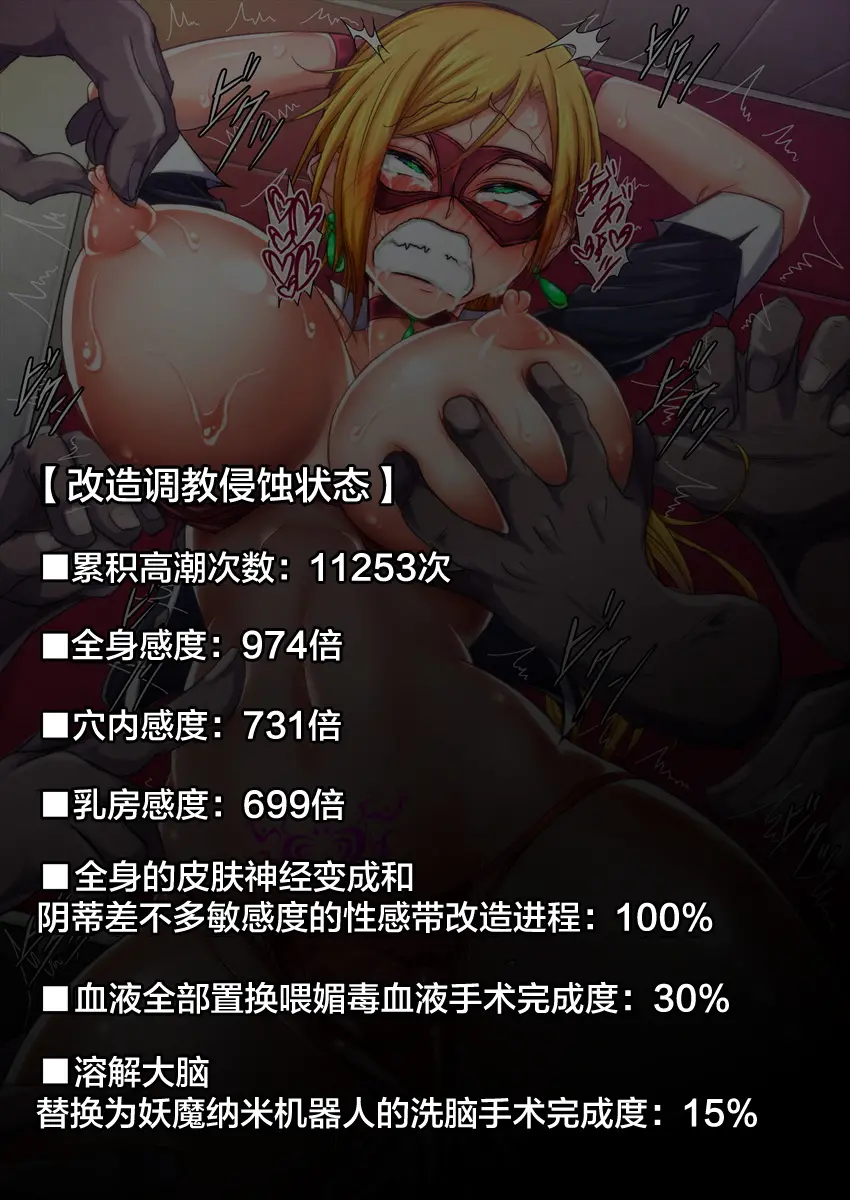 【改造调教侵蚀状态】
■累积高潮次数：11253次
■全身感度：974倍
■穴内感度：731倍
■乳房感度：699倍
■全身的皮肤神经变成和
阴蒂差不多敏感度的性感带改造进程：100%
■血液全部置换喂媚毒血液手术完成度：30%
■溶解大脑
替换为妖魔纳米机器人的洗脑手术完成度：15%